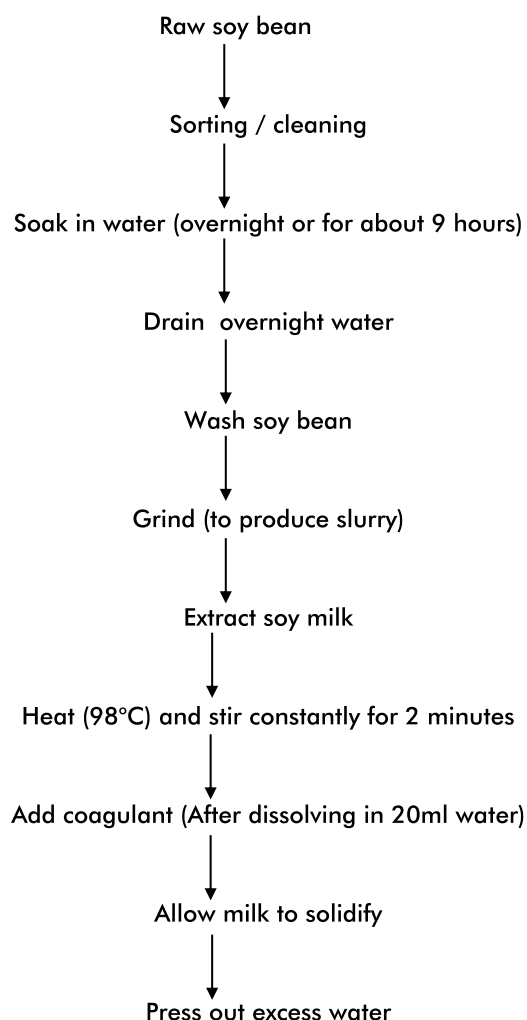 Raw soy bean
Sorting / cleaning
Soak in water (overnight or for about 9 hours)
Drain overnight water
Wash soy bean
Grind (to produce slurry)
Extract soy milk
Heat (98°C) and stir constantly for 2 minutes
Add coagulant (After dissolving in 20ml water)
Allow milk to solidify
Press out excess water